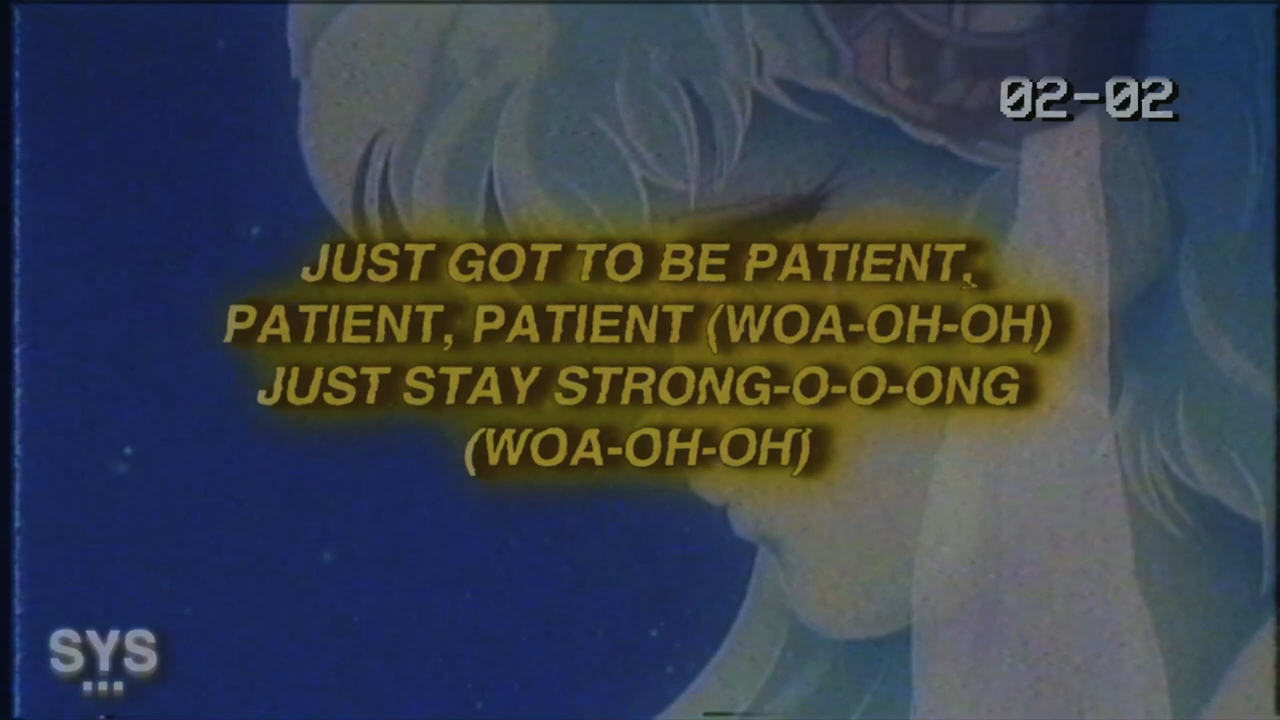 02-02
JUST GOT TO BE PATIENT,
PATIENT, PATIENT (WOA-OH-OH)
JUST STAY STRONG-O-O-ONG
(WOA-OH-OH)
SYS
...